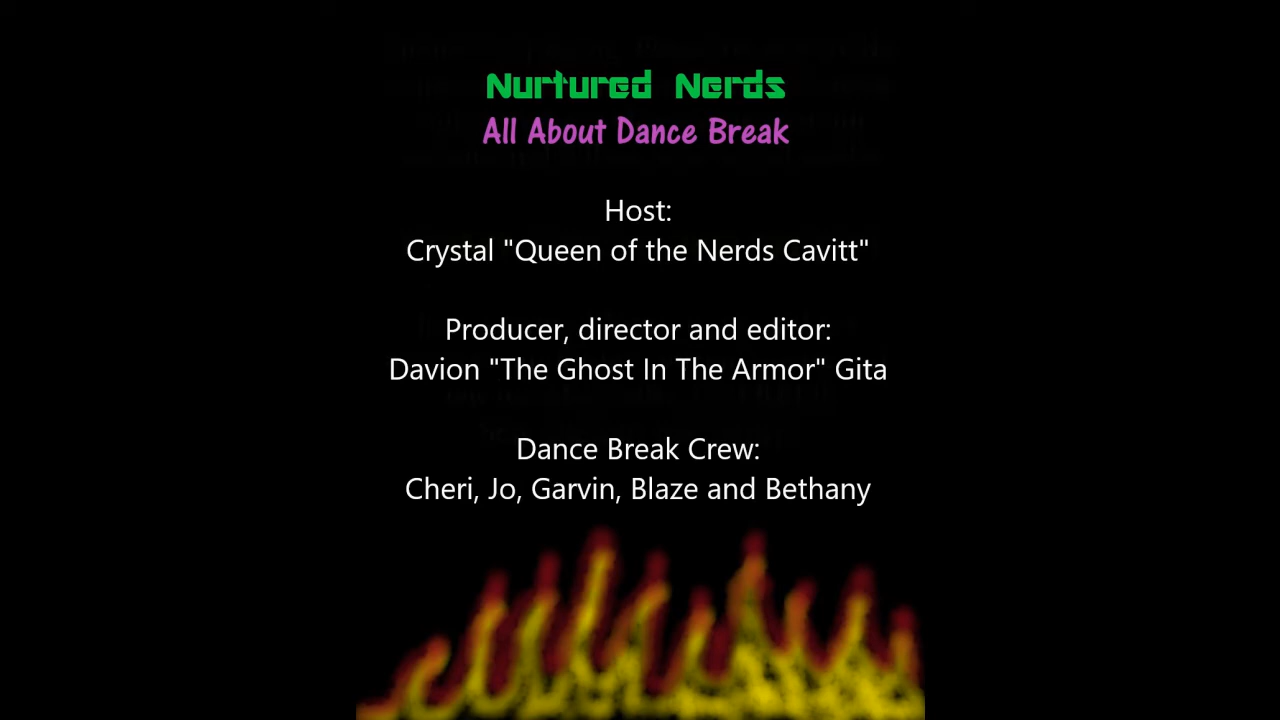 Nurtured Nerds
All About Dance Break
Host:
Crystal "Queen of the Nerds Cavitt"
Producer, director and editor:
Davion "The Ghost In The Armor" Gita
Dance Break Crew:
Cheri, Jo, Garvin, Blaze and Bethany